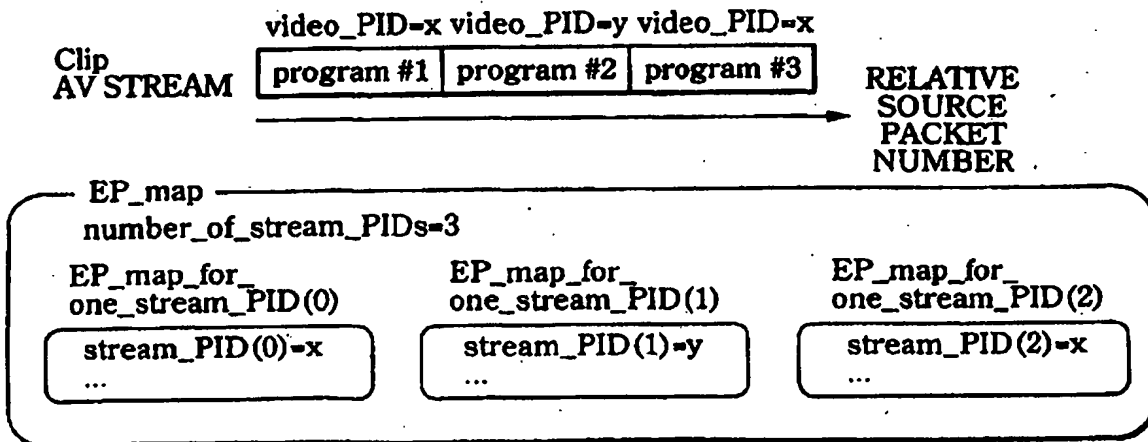 video_PID=x video_PID=y video_PID=x
Clip
AV STREAM
program #1 program #2 program #3
RELATIVE
SOURCE
PACKET
NUMBER
EP_map
number_of_stream_PIDs=3
EP_map_for_
one_stream_PID(0)
stream_PID(0)=x
...
EP_map_for_
one_stream_PID(1)
stream_PID(1)=y
...
EP_map_for_
one_stream_PID(2)
stream_PID(2)=x
...